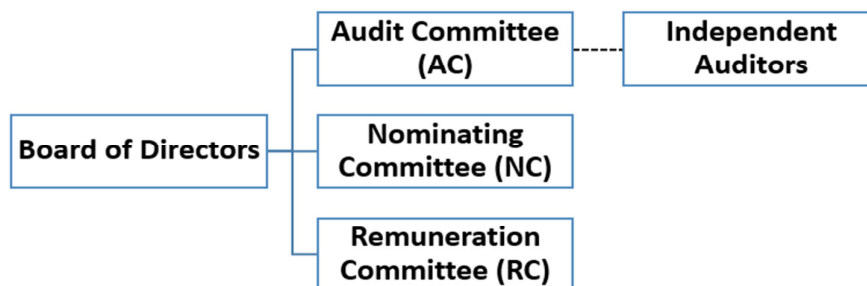 Audit Committee
(AC)
Independent
Auditors
Board of Directors
Nominating
Committee (NC)
Remuneration
Committee (RC)